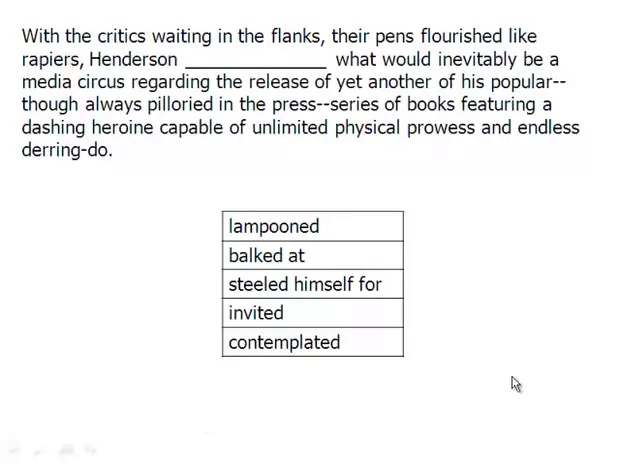 With the critics waiting in the flanks, their pens flourished like
rapiers, Henderson _______________ what would inevitably be a
media circus regarding the release of yet another of his popular--
though always pilloried in the press--series of books featuring a
dashing heroine capable of unlimited physical prowess and endless
derring-do.
lampooned
balked at
steeled himself for
invited
contemplated